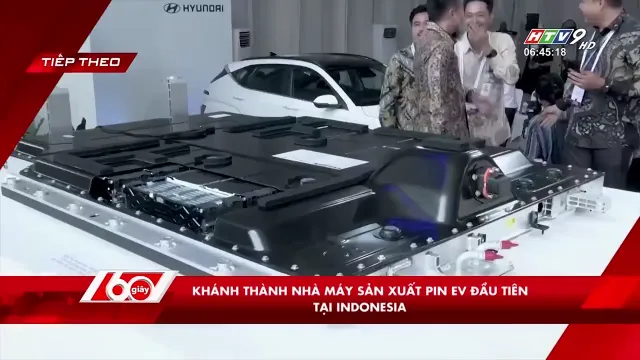 HYUNDAI
TIẾP THEO
HTV9 HD
06:45:18
60 giây
KHÁNH THÀNH NHÀ MÁY SẢN XUẤT PIN EV ĐẦU TIÊN
TẠI INDONESIA